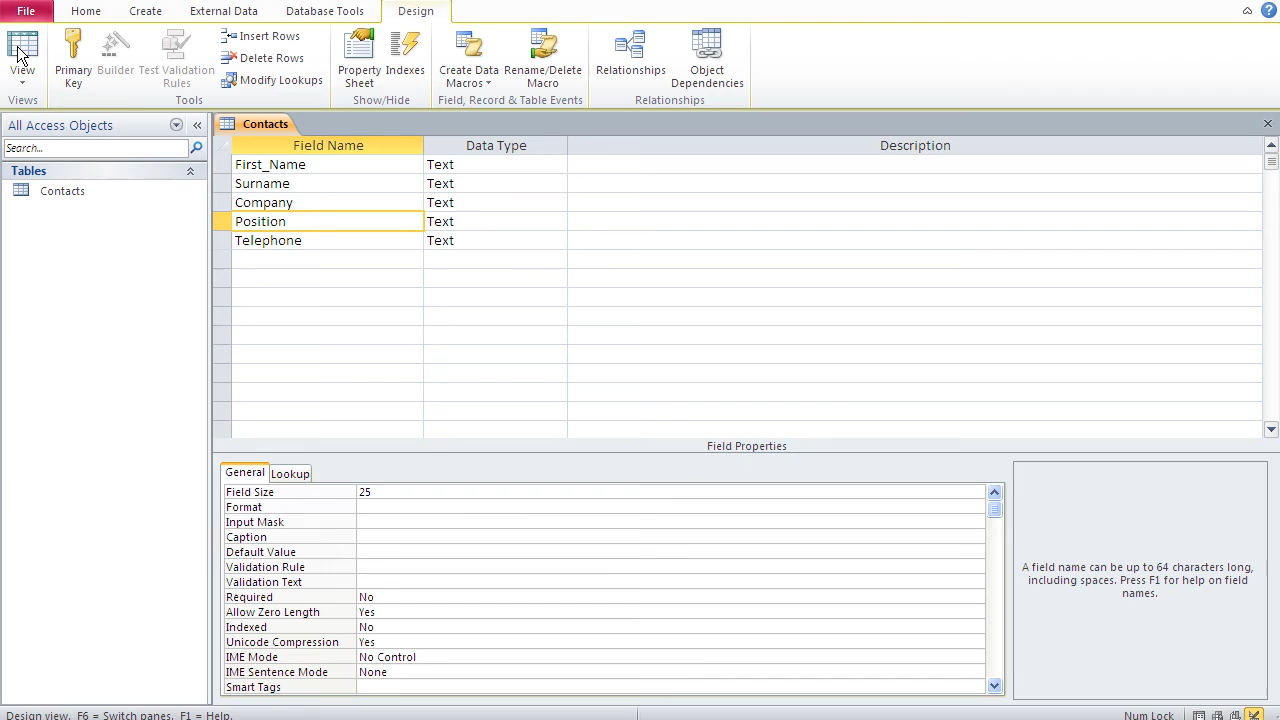 File Home Create External Data Database Tools Design
View
Primary Key
Builder
Test Validation Rules
Insert Rows
Delete Rows
Modify Lookups
Property Sheet
Indexes
Create Data Macros
Rename/Delete Macro
Relationships
Object Dependencies
Views Tools Show/Hide Field, Record & Table Events Relationships
All Access Objects
Search...
Tables
Contacts
Contacts
Field Name Data Type Description
First_Name Text
Surname Text
Company Text
Position Text
Telephone Text
Field Properties
General Lookup
Field Size 25
Format
Input Mask
Caption
Default Value
Validation Rule
Validation Text
Required No
Allow Zero Length Yes
Indexed No
Unicode Compression Yes
IME Mode No Control
IME Sentence Mode None
Smart Tags
A field name can be up to 64 characters long,
including spaces. Press F1 for help on field
names.
Design view. F6 = Switch panes. F1 = Help. Num Lock